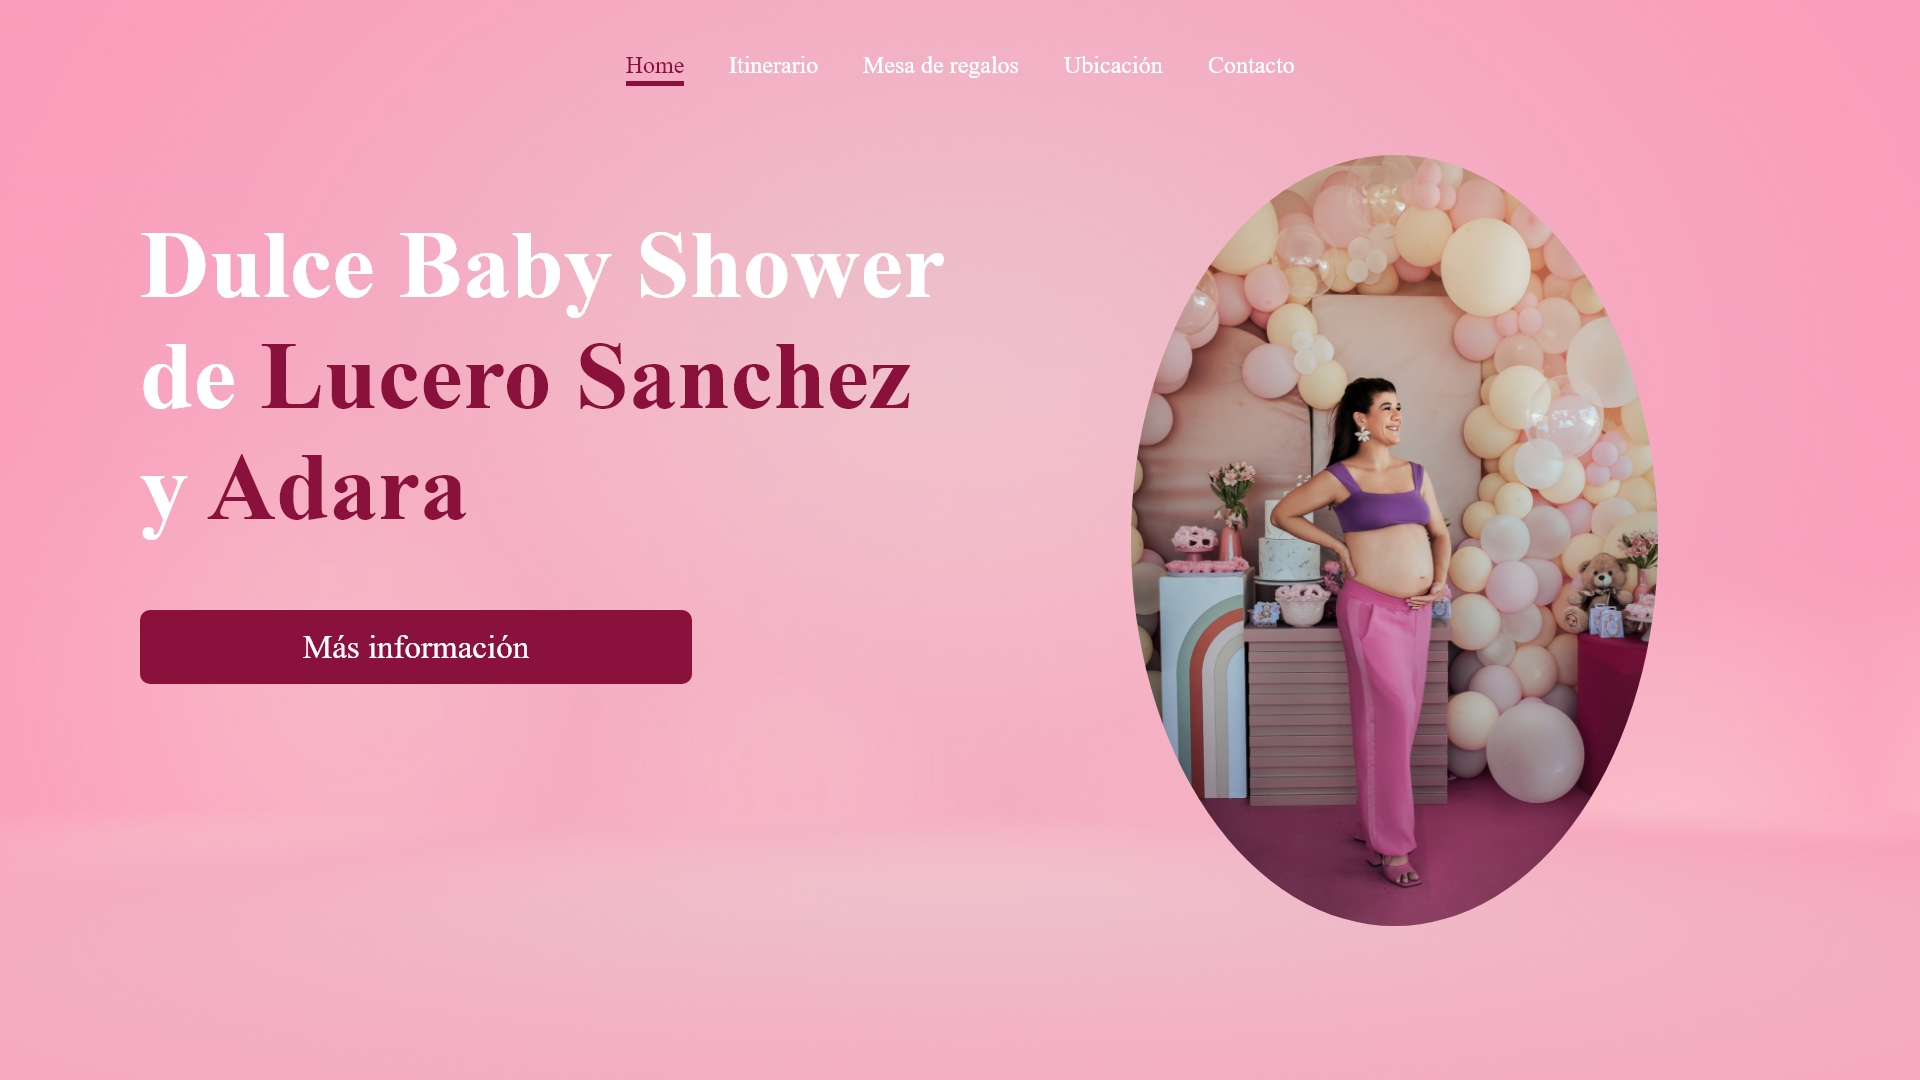 Home Itinerario Mesa de regalos Ubicación Contacto
Dulce Baby Shower
de Lucero Sanchez
y Adara
Más información